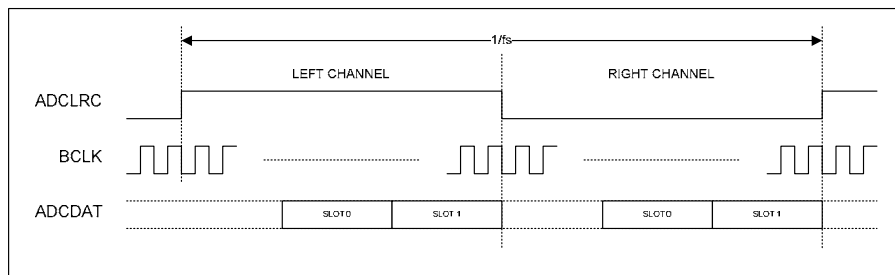 1/fs
LEFT CHANNEL RIGHT CHANNEL
ADCLRC
BCLK
ADCDAT SLOT0 SLOT 1 SLOT0 SLOT 1